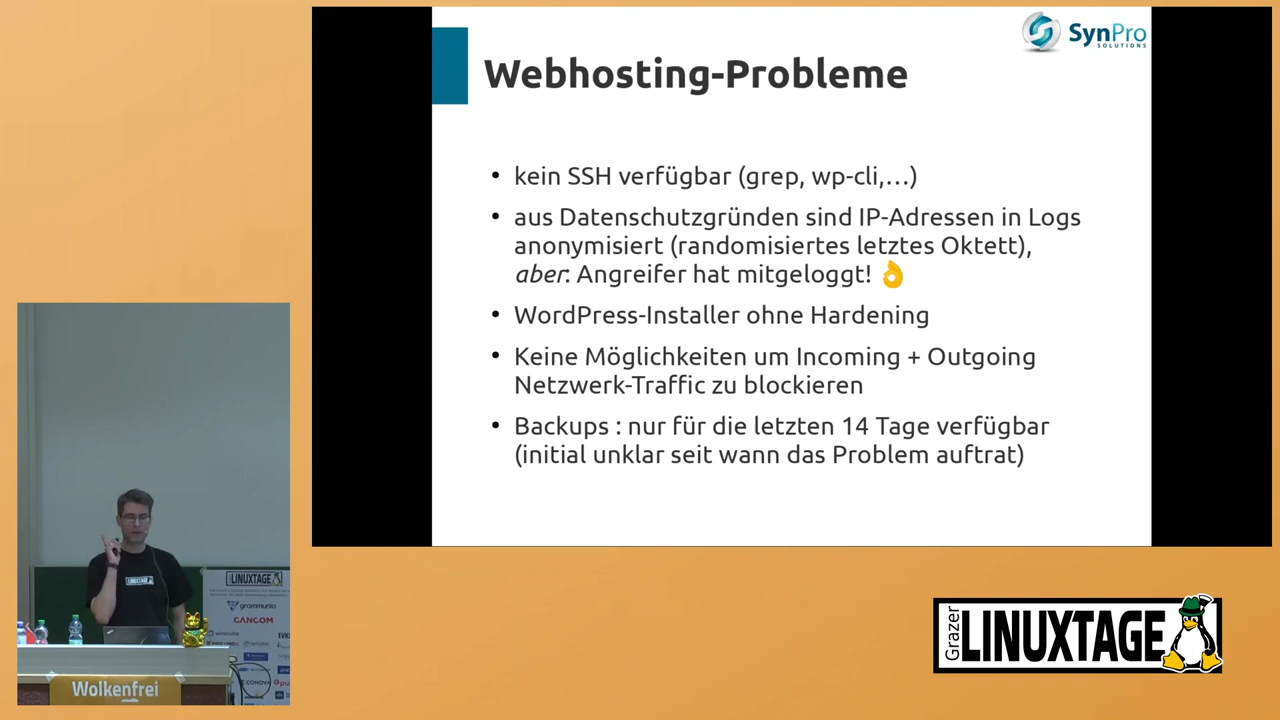 SynPro
SOLUTIONS
Webhosting-Probleme
• kein SSH verfügbar (grep, wp-cli,…)
• aus Datenschutzgründen sind IP-Adressen in Logs
anonymisiert (randomisiertes letztes Oktett),
aber: Angreifer hat mitgeloggt! 👌
• WordPress-Installer ohne Hardening
• Keine Möglichkeiten um Incoming + Outgoing
Netzwerk-Traffic zu blockieren
• Backups : nur für die letzten 14 Tage verfügbar
(initial unklar seit wann das Problem auftrat)
LINUXTAGE
LINUXTAGE
grommunio
CANCOM
Wolkenfrei
Grazer
LINUXTAGE